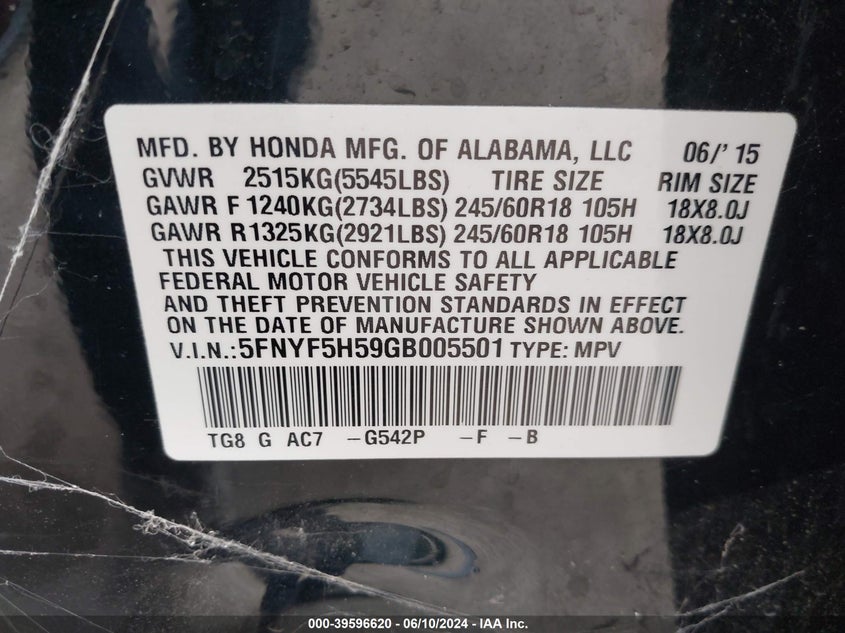 MFD. BY HONDA MFG. OF ALABAMA, LLC 06/' 15
GVWR 2515KG(5545LBS) TIRE SIZE RIM SIZE
GAWR F 1240KG(2734LBS) 245/60R18 105H 18X8.0J
GAWR R 1325KG(2921LBS) 245/60R18 105H 18X8.0J
THIS VEHICLE CONFORMS TO ALL APPLICABLE
FEDERAL MOTOR VEHICLE SAFETY
AND THEFT PREVENTION STANDARDS IN EFFECT
ON THE DATE OF MANUFACTURE SHOWN ABOVE.
V.I.N.: 5FNYF5H59GB005501 TYPE: MPV
TG8 G AC7 –G542P –F –B
000-39596620 - 06/10/2024 - IAA Inc.